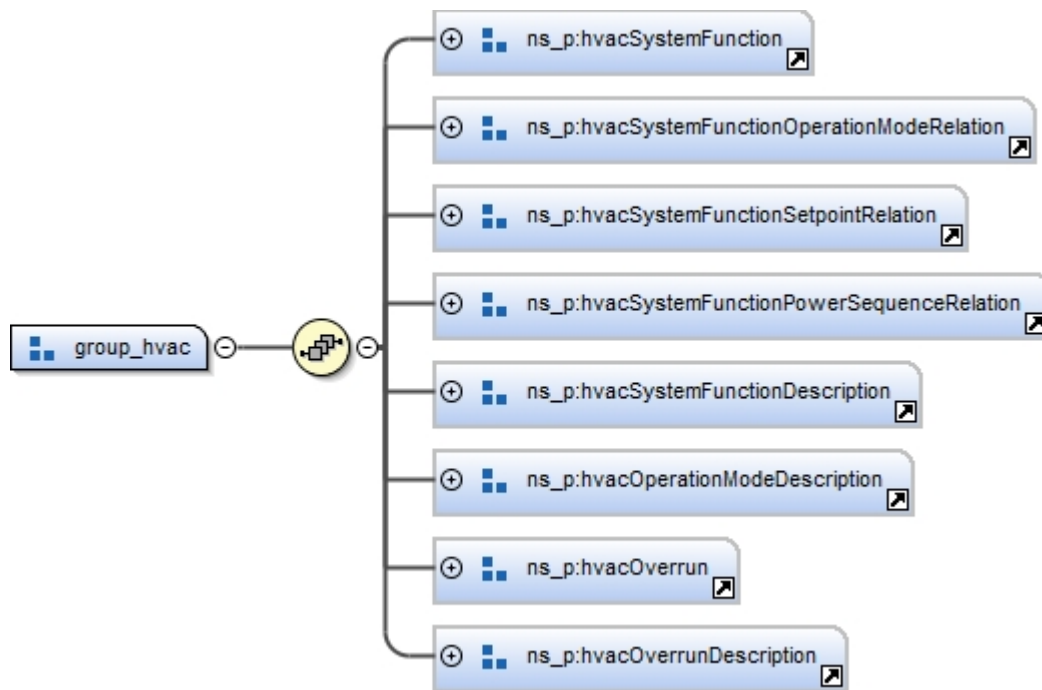 ns_p:hvacSystemFunction
ns_p:hvacSystemFunctionOperationModeRelation
ns_p:hvacSystemFunctionSetpointRelation
ns_p:hvacSystemFunctionPowerSequenceRelation
group_hvac
ns_p:hvacSystemFunctionDescription
ns_p:hvacOperationModeDescription
ns_p:hvacOverrun
ns_p:hvacOverrunDescription